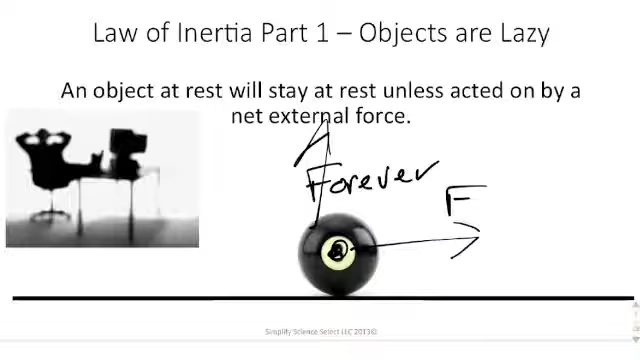 Law of Inertia Part 1 – Objects are Lazy
An object at rest will stay at rest unless acted on by a
net external force.
Forever
F
8
Simplify Science Select LLC 2013©